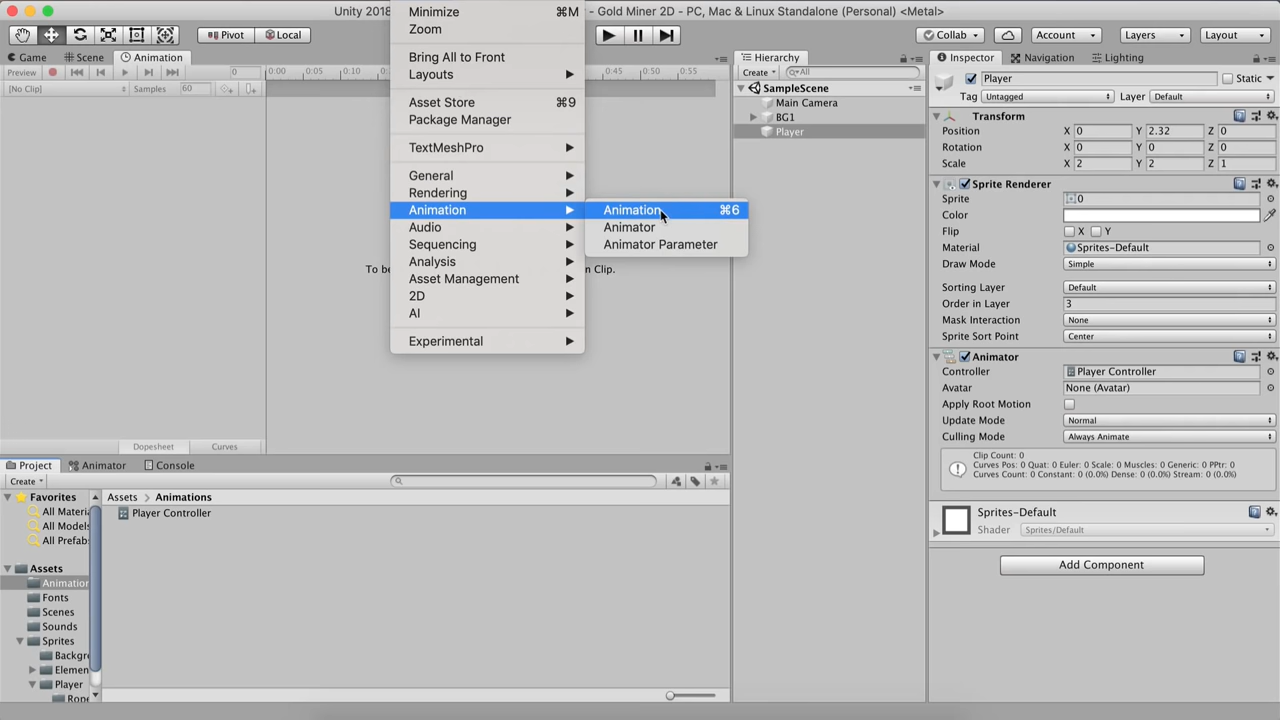 Unity 2018
- Gold Miner 2D - PC, Mac & Linux Standalone (Personal) <Metal>
Pivot
Local
Collab
Account
Layers
Layout
Game
Scene
Animation
Preview
0
0:00
0:05
0:10
0:45
0:50
0:55
[No Clip]
Samples
60
To be
n Clip.
Dopesheet
Curves
Minimize ⌘M
Zoom
Bring All to Front
Layouts
Asset Store ⌘9
Package Manager
TextMeshPro
General
Rendering
Animation
Audio
Sequencing
Analysis
Asset Management
2D
AI
Experimental
Animation ⌘6
Animator
Animator Parameter
Hierarchy
Create
All
SampleScene
Main Camera
BG1
Player
Inspector
Navigation
Lighting
Player
Static
Tag Untagged Layer Default
Transform
Position X 0 Y 2.32 Z 0
Rotation X 0 Y 0 Z 0
Scale X 2 Y 2 Z 1
Sprite Renderer
Sprite 0
Color
Flip X Y
Material Sprites-Default
Draw Mode Simple
Sorting Layer Default
Order in Layer 3
Mask Interaction None
Sprite Sort Point Center
Animator
Controller Player Controller
Avatar None (Avatar)
Apply Root Motion
Update Mode Normal
Culling Mode Always Animate
Clip Count: 0
Curves Pos: 0 Quat: 0 Euler: 0 Scale: 0 Muscles: 0 Generic: 0 PPtr: 0
Curves Count: 0 Constant: 0 (0.0%) Dense: 0 (0.0%) Stream: 0 (0.0%)
Sprites-Default
Shader Sprites/Default
Add Component
Project
Animator
Console
Create
Favorites
All Materi
All Models
All Prefab
Assets
Animation
Fonts
Scenes
Sounds
Sprites
Backgro
Elemen
Player
Rope
Assets > Animations
Player Controller